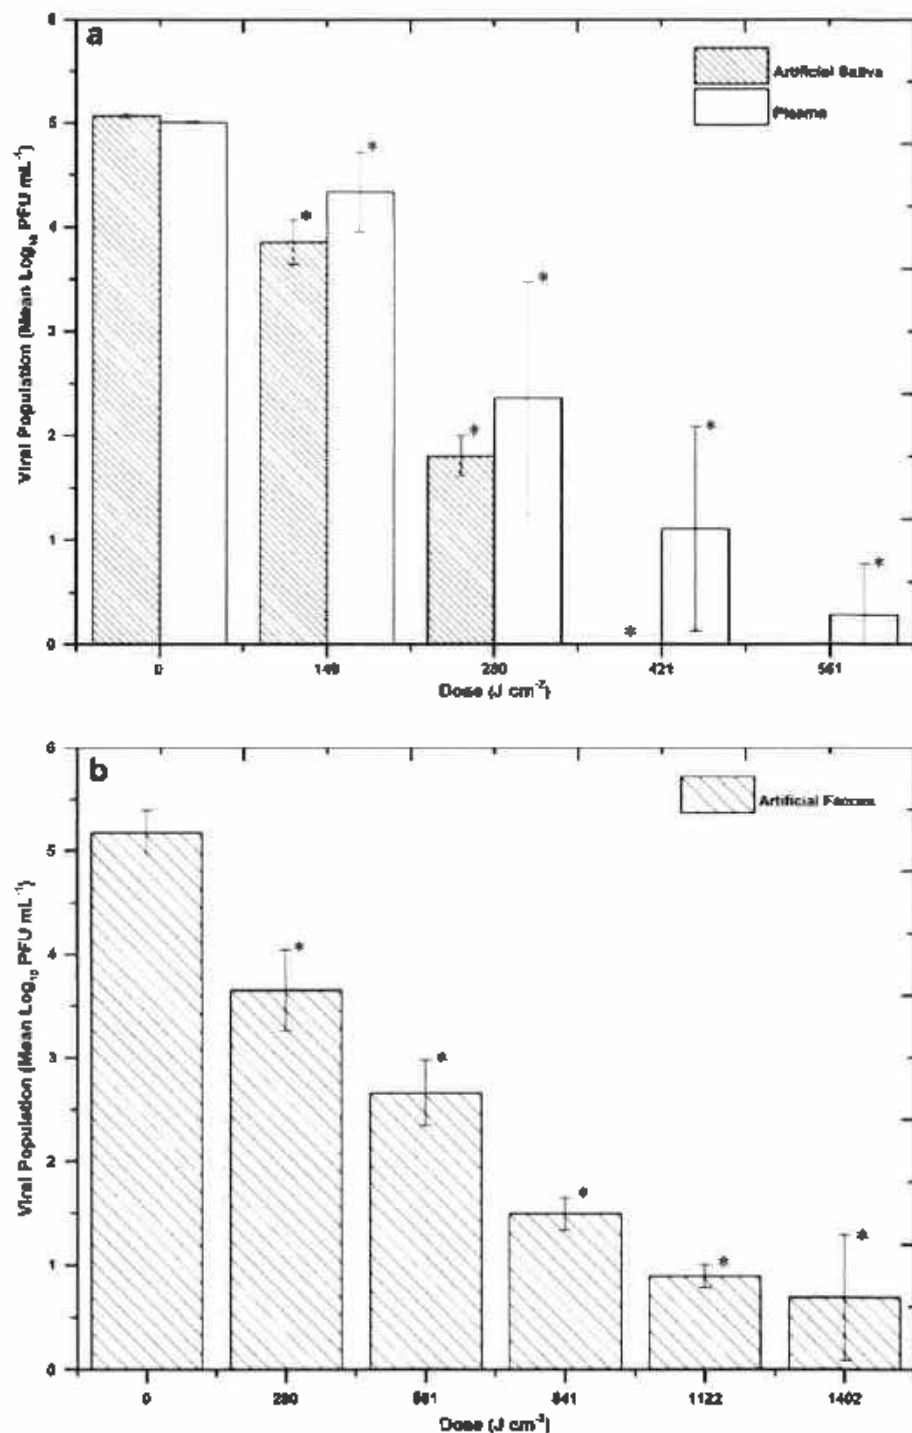 a
Artificial Saliva
Plasma
Viral Population (Mean Log₁₀ PFU mL⁻¹)
6
5
4
3
2
1
0
0 140 280 421 561
Dose (J cm⁻²)
b
Artificial Faeces
Viral Population (Mean Log₁₀ PFU mL⁻¹)
6
5
4
3
2
1
0
0 280 561 841 1122 1402
Dose (J cm⁻²)
* * * * * * *
* * * * *